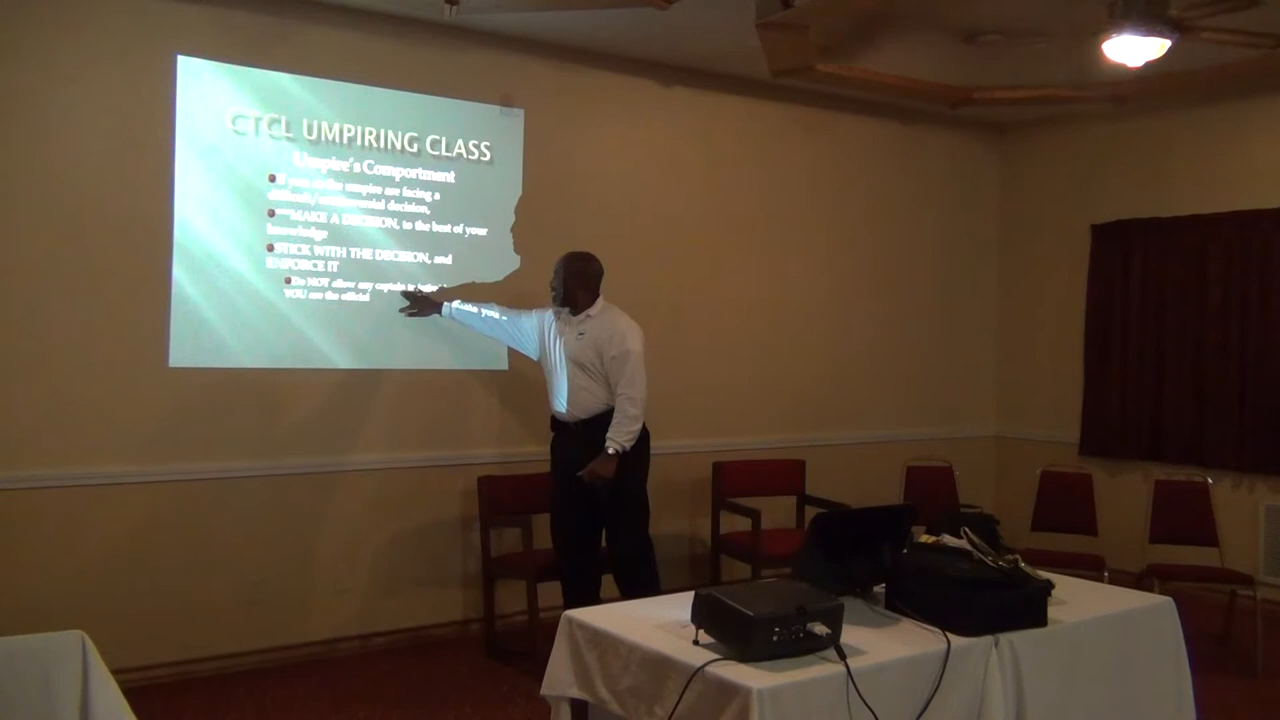 CTCL UMPIRING CLASS
Umpire's Comportment
If you, as the umpire are facing a
difficult/controversial decision,
MAKE A DECISION, to the best of your
knowledge
STICK WITH THE DECISION, and
ENFORCE IT
Do NOT allow any captain to you -
YOU are the official